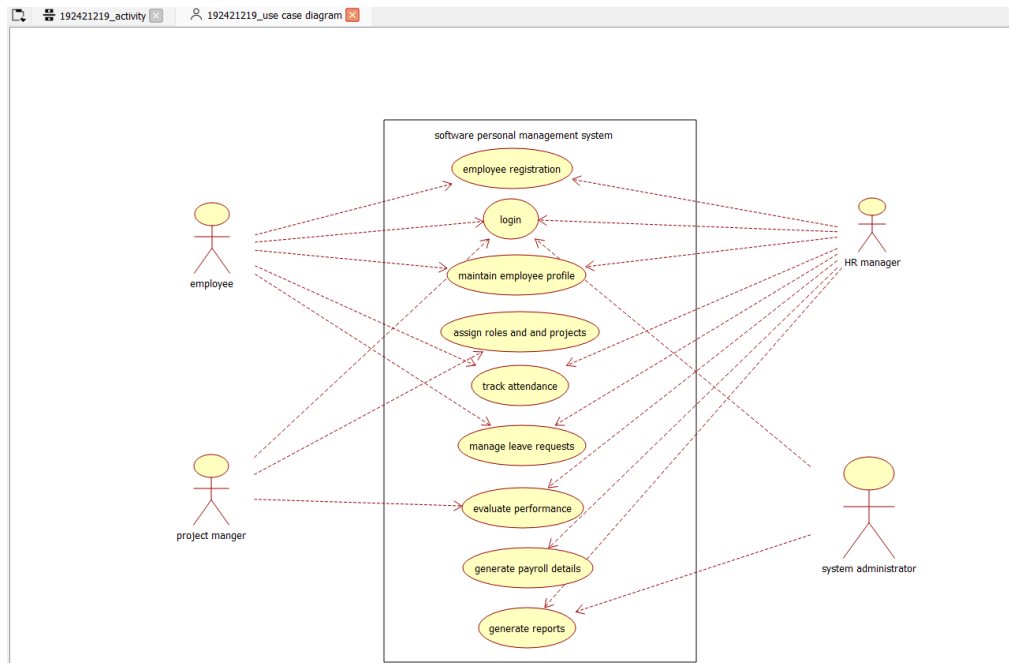 192421219_activity
192421219_use case diagram
software personal management system
employee registration
login
employee
HR manager
maintain employee profile
assign roles and and projects
track attendance
manage leave requests
project manger
evaluate performance
generate payroll details
system administrator
generate reports